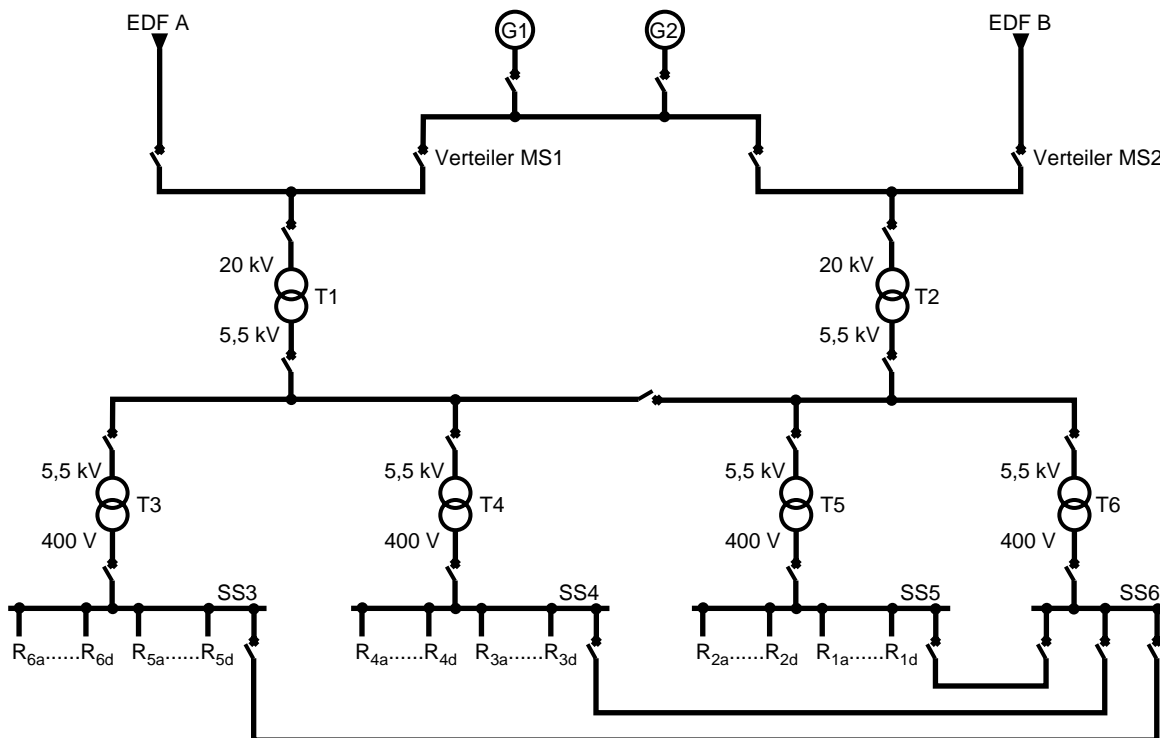 EDF A
G1
G2
EDF B
Verteiler MS1
Verteiler MS2
20 kV
T1
5,5 kV
20 kV
T2
5,5 kV
5,5 kV
T3
400 V
5,5 kV
T4
400 V
5,5 kV
T5
400 V
5,5 kV
T6
400 V
SS3
SS4
SS5
SS6
R6a......R6d R5a......R5d
R4a......R4d R3a......R3d
R2a......R2d R1a......R1d